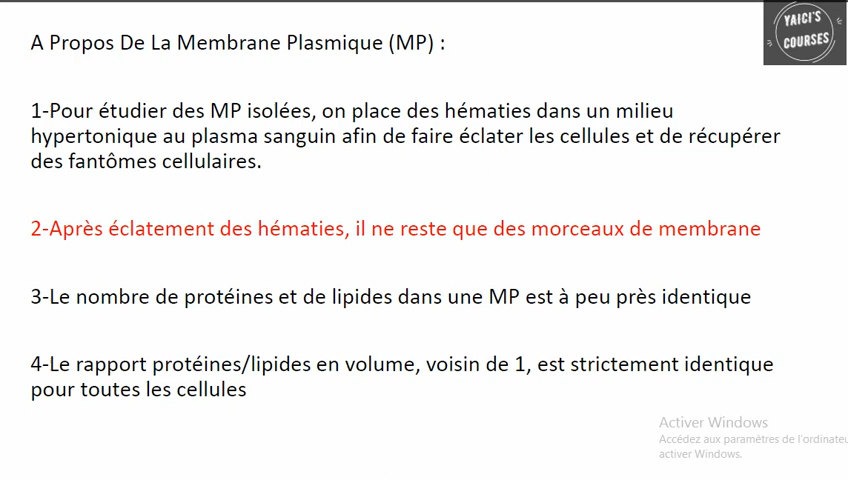 YAICI'S
COURSES
A Propos De La Membrane Plasmique (MP) :
1-Pour étudier des MP isolées, on place des hématies dans un milieu
hypertonique au plasma sanguin afin de faire éclater les cellules et de récupérer
des fantômes cellulaires.
2-Après éclatement des hématies, il ne reste que des morceaux de membrane
3-Le nombre de protéines et de lipides dans une MP est à peu près identique
4-Le rapport protéines/lipides en volume, voisin de 1, est strictement identique
pour toutes les cellules
Activer Windows
Accédez aux paramètres de l'ordinateu
activer Windows.